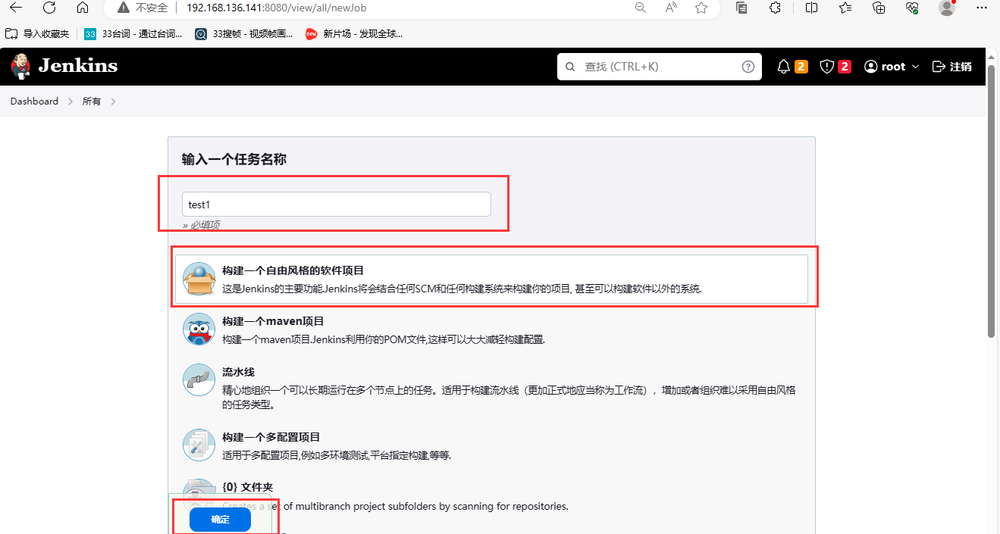 不安全 192.168.136.141:8080/view/all/newJob
导入收藏夹 33 33台词 - 通过台词... 33搜帧 - 视频帧画... new 新片场 - 发现全球...
Jenkins 查找 (CTRL+K) ? 2 2 root 注销
Dashboard 所有
输入一个任务名称
test1
» 必填项
构建一个自由风格的软件项目
这是Jenkins的主要功能.Jenkins将会结合任何SCM和任何构建系统来构建你的项目, 甚至可以构建软件以外的系统.
构建一个maven项目
构建一个maven项目.Jenkins利用你的POM文件,这样可以大大减轻构建配置.
流水线
精心地组织一个可以长期运行在多个节点上的任务。适用于构建流水线（更加正式地应当称为工作流），增加或者组织难以采用自由风格
的任务类型。
构建一个多配置项目
适用于多配置项目,例如多环境测试,平台指定构建,等等.
{0} 文件夹
Creates a set of multibranch project subfolders by scanning for repositories.
确定